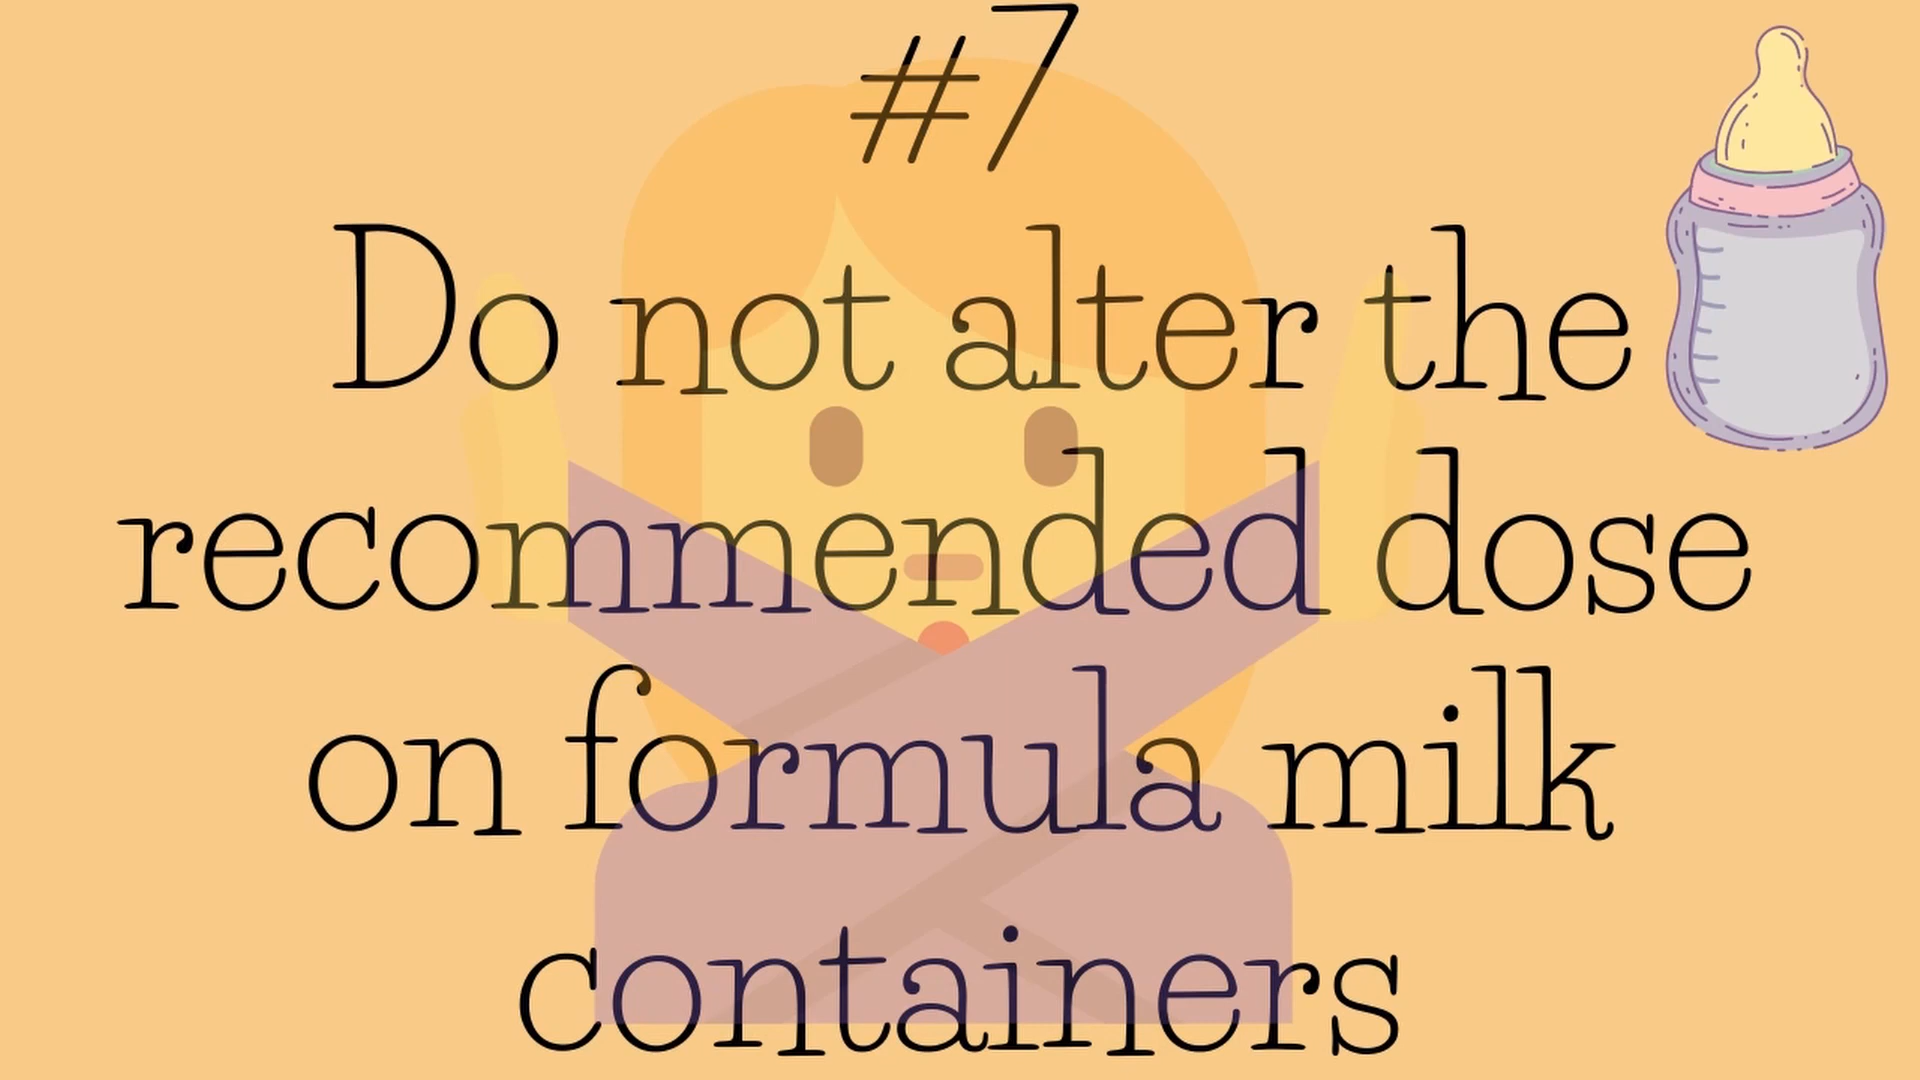 #7
Do not alter the
recommended dose
on formula milk
containers